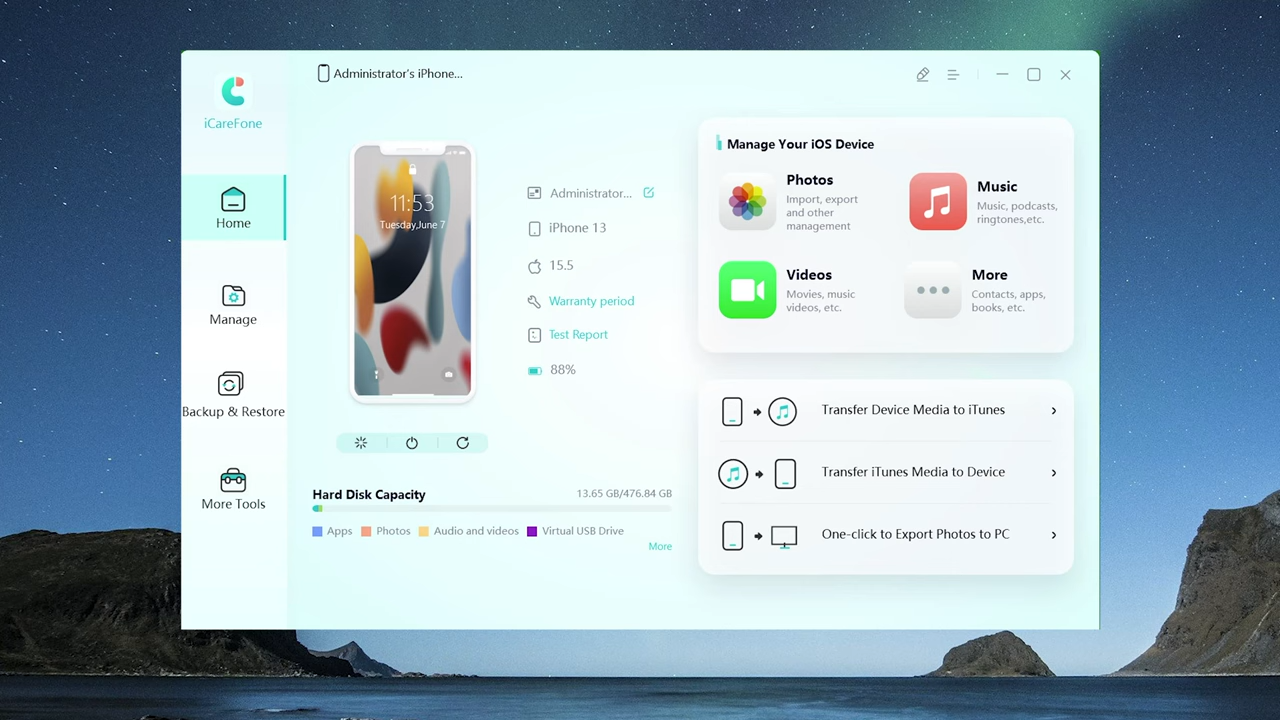 Administrator's iPhone...
iCareFone
Home
Manage
Backup & Restore
More Tools
11:53
Tuesday,June 7
Administrator...
iPhone 13
15.5
Warranty period
Test Report
88%
Hard Disk Capacity
13.65 GB/476.84 GB
Apps
Photos
Audio and videos
Virtual USB Drive
More
Manage Your iOS Device
Photos
Import, export
and other
management
Music
Music, podcasts,
ringtones,etc.
Videos
Movies, music
videos, etc.
More
Contacts, apps,
books, etc.
Transfer Device Media to iTunes
Transfer iTunes Media to Device
One-click to Export Photos to PC